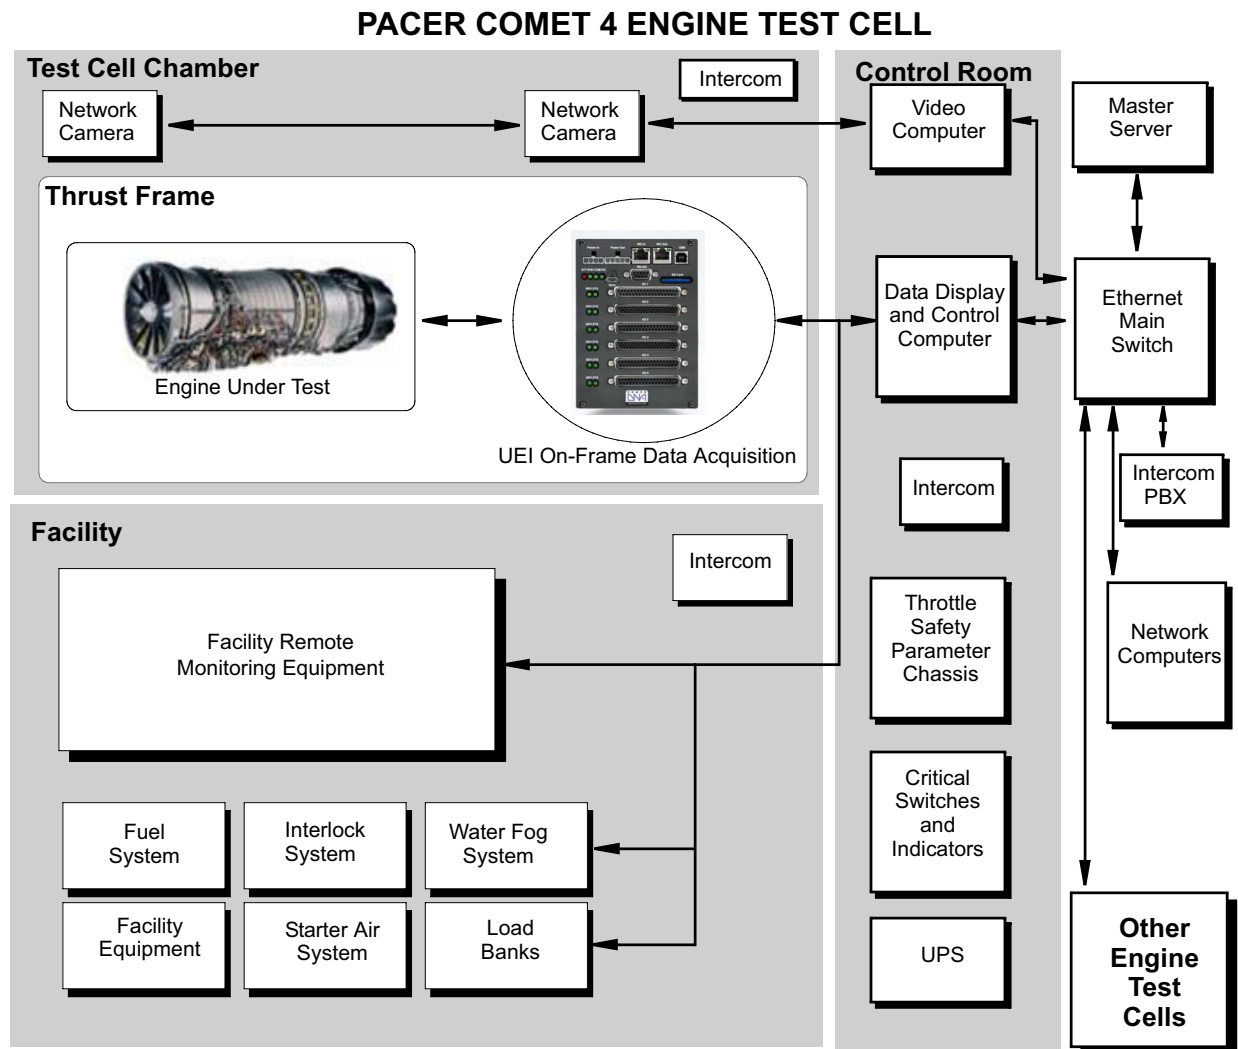 PACER COMET 4 ENGINE TEST CELL
Test Cell Chamber
Intercom
Network
Camera
Network
Camera
Thrust Frame
Engine Under Test
DNA
UEI On-Frame Data Acquisition
Control Room
Video
Computer
Data Display
and Control
Computer
Intercom
Throttle
Safety
Parameter
Chassis
Critical
Switches
and
Indicators
UPS
Master
Server
Ethernet
Main
Switch
Intercom
PBX
Network
Computers
Other
Engine
Test
Cells
Facility
Intercom
Facility Remote
Monitoring Equipment
Fuel
System
Interlock
System
Water Fog
System
Facility
Equipment
Starter Air
System
Load
Banks